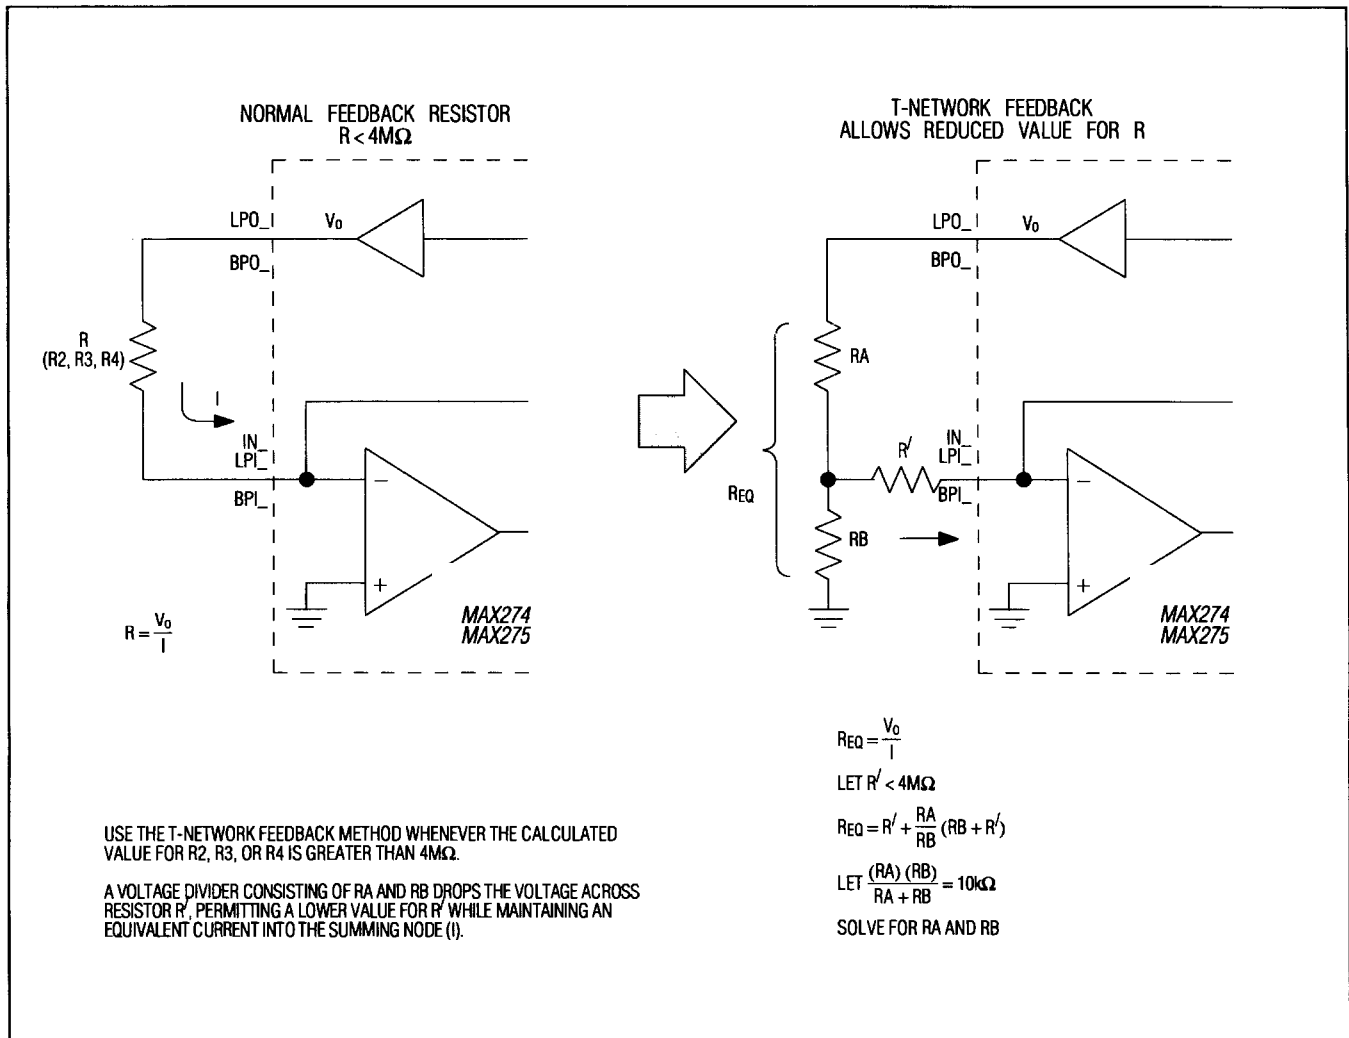 NORMAL FEEDBACK RESISTOR
R < 4MΩ
LPO_
V₀
BPO_
R
(R2, R3, R4)
I
IN_
LPI_
BPI_
−
+
MAX274
MAX275
R = V₀/I
T-NETWORK FEEDBACK
ALLOWS REDUCED VALUE FOR R
LPO_
V₀
BPO_
RA
REQ
R′
IN_
LPI_
BPI_
RB
−
+
MAX274
MAX275
USE THE T-NETWORK FEEDBACK METHOD WHENEVER THE CALCULATED
VALUE FOR R2, R3, OR R4 IS GREATER THAN 4MΩ.
A VOLTAGE DIVIDER CONSISTING OF RA AND RB DROPS THE VOLTAGE ACROSS
RESISTOR R′, PERMITTING A LOWER VALUE FOR R′ WHILE MAINTAINING AN
EQUIVALENT CURRENT INTO THE SUMMING NODE (I).
REQ = V₀/I
LET R′ < 4MΩ
REQ = R′ + RA/RB (RB + R′)
LET (RA) (RB)/RA + RB = 10kΩ
SOLVE FOR RA AND RB